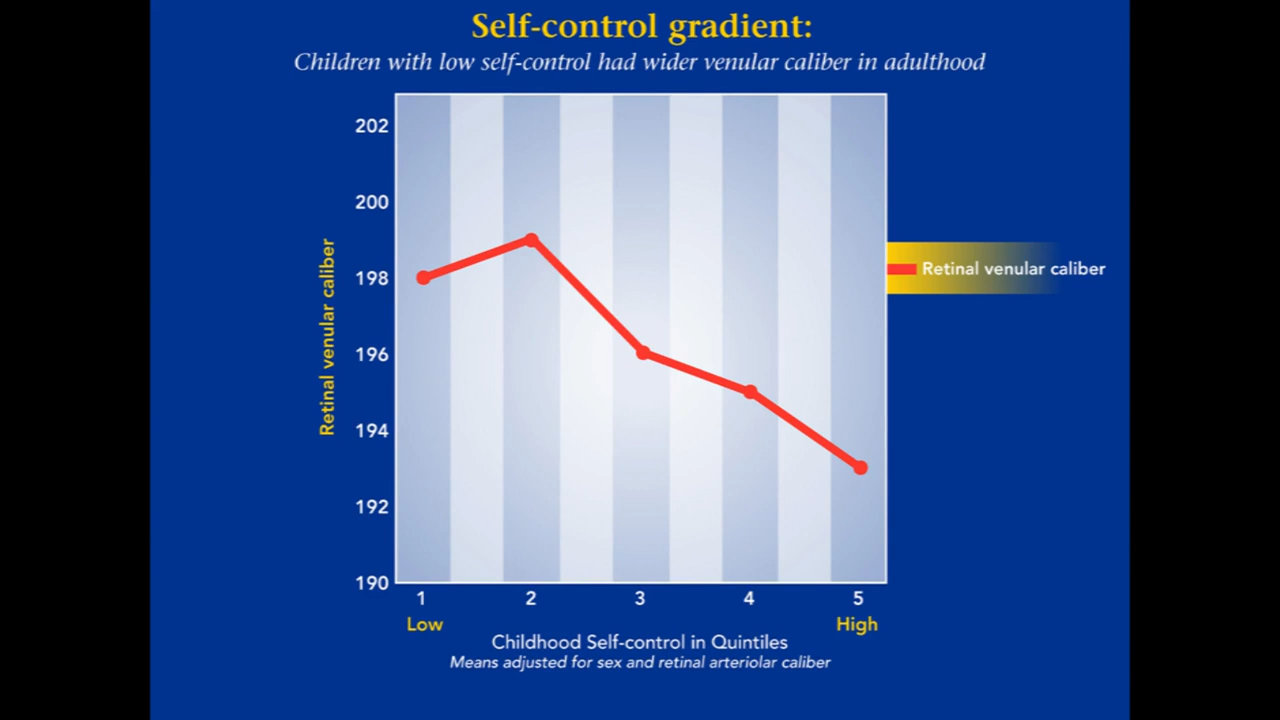 Self-control gradient:
Children with low self-control had wider venular caliber in adulthood
202
200
198
196
194
192
190
Retinal venular caliber
Retinal venular caliber
1 2 3 4 5
Low High
Childhood Self-control in Quintiles
Means adjusted for sex and retinal arteriolar caliber